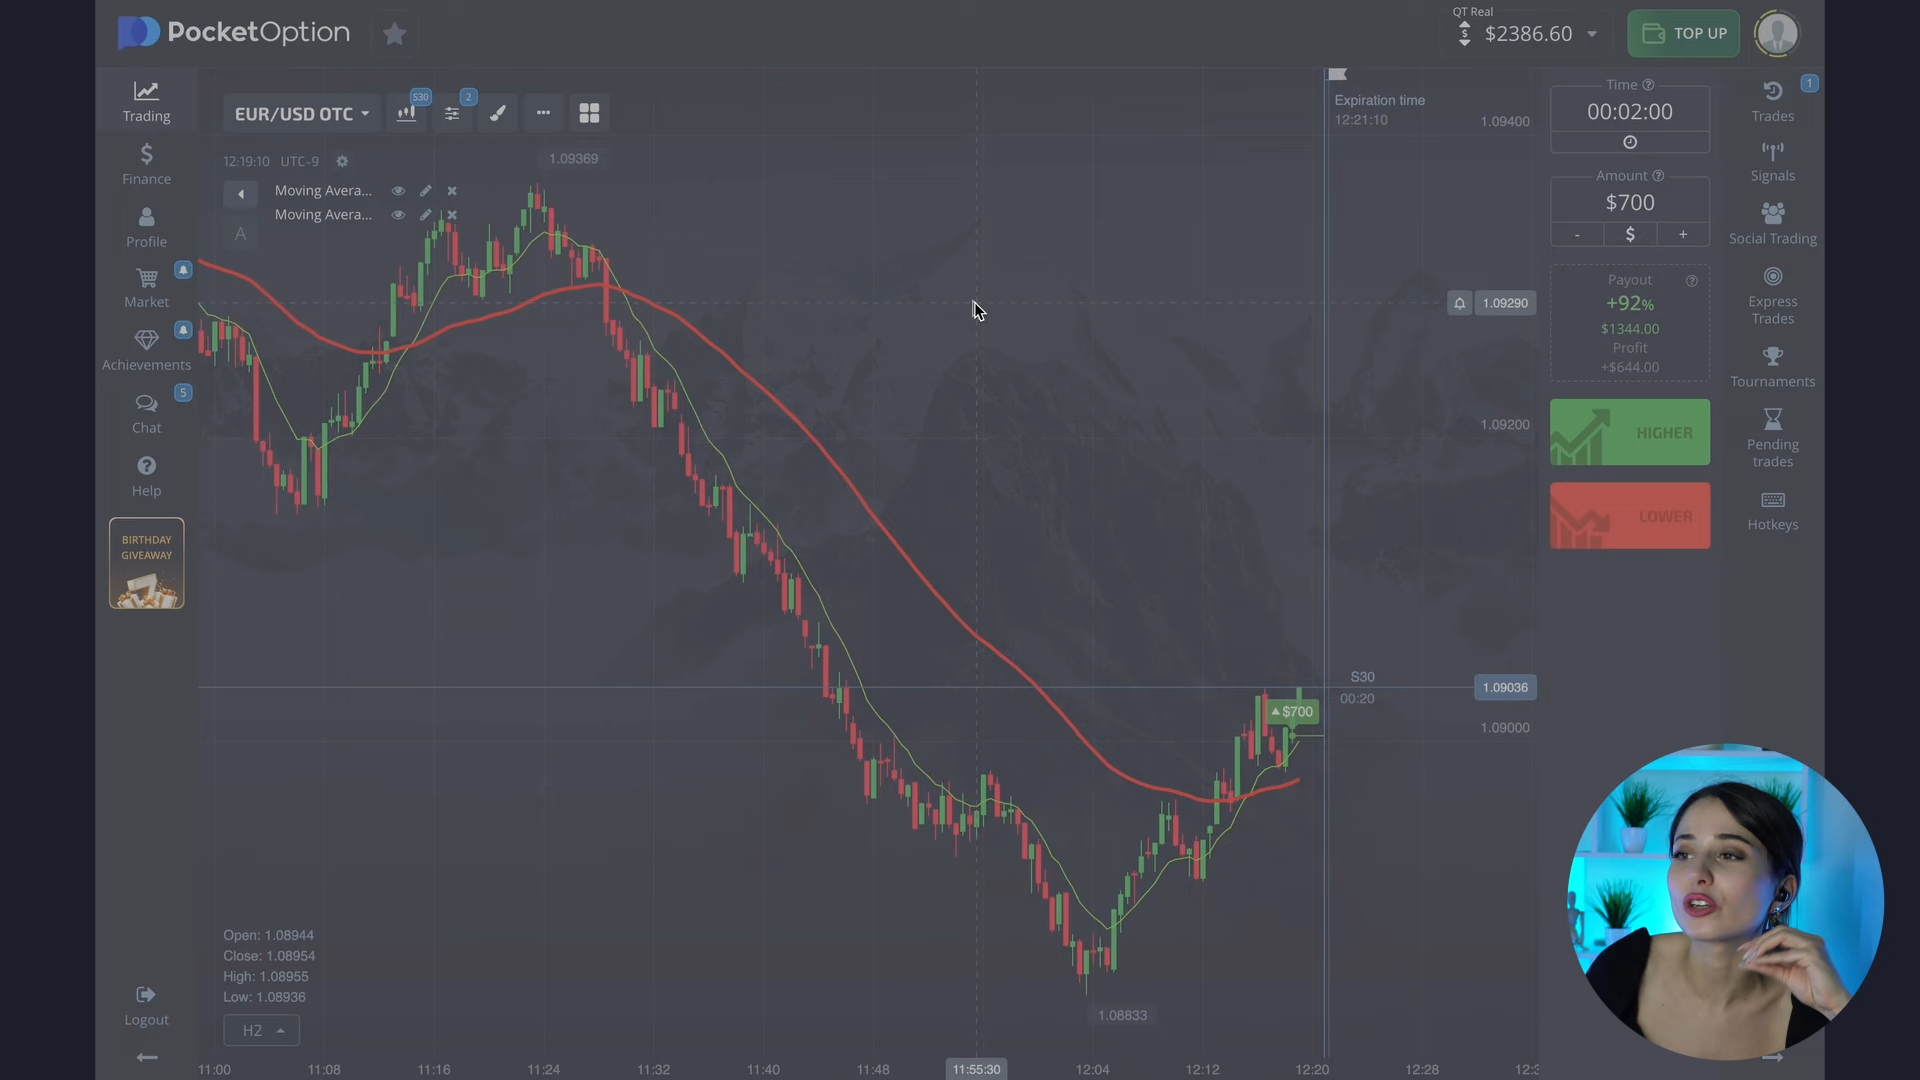 PocketOption
QT Real
$2386.60
TOP UP
Trading
Finance
Profile
Market
Achievements
5
Chat
Help
BIRTHDAY
GIVEAWAY
Logout
EUR/USD OTC
S30
2
12:19:10 UTC-9
Moving Avera...
Moving Avera...
A
1.09369
Expiration time
12:21:10
1.09400
1.09290
1.09200
S30
00:20
1.09036
$700
1.09000
1.08833
Open: 1.08944
Close: 1.08954
High: 1.08955
Low: 1.08936
H2
11:00
11:08
11:16
11:24
11:32
11:40
11:48
11:55:30
12:04
12:12
12:20
12:28
Time
00:02:00
Amount
$700
- $ +
Payout
+92%
$1344.00
Profit
+$644.00
HIGHER
LOWER
1
Trades
Signals
Social Trading
Express
Trades
Tournaments
Pending
trades
Hotkeys